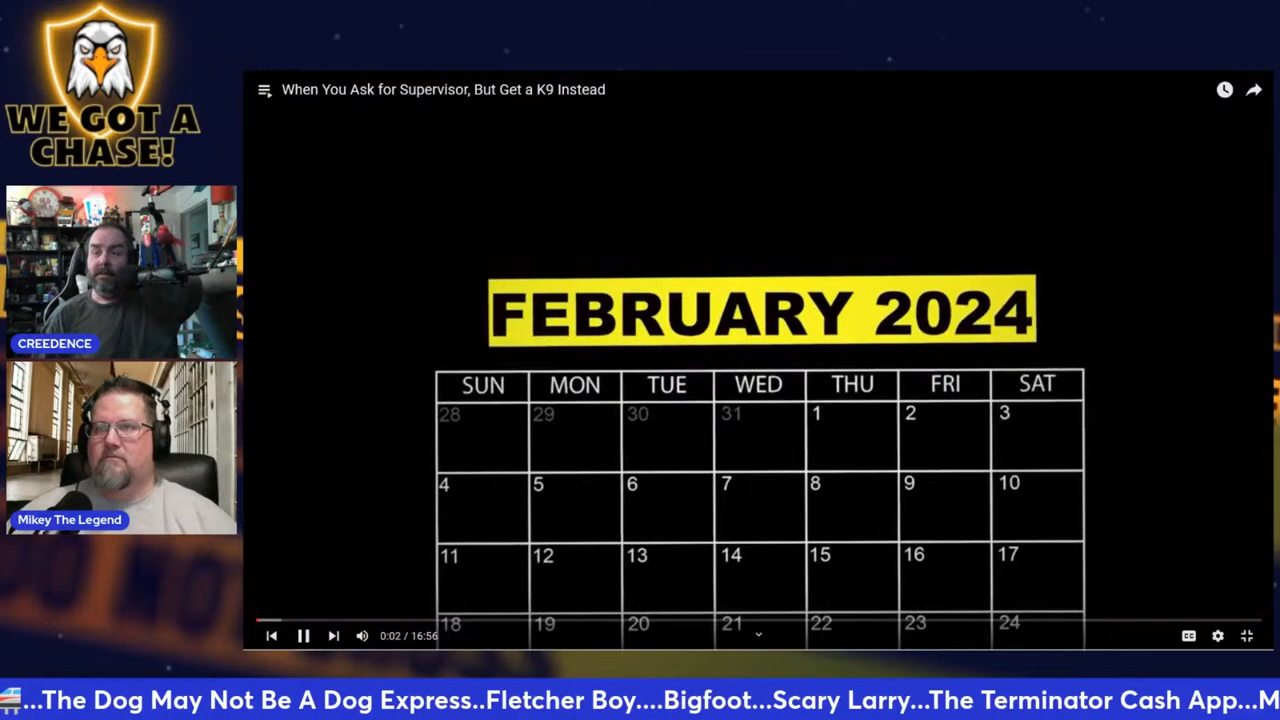 WE GOT A
CHASE!
When You Ask for Supervisor, But Get a K9 Instead
CREEDENCE
Mikey The Legend
FEBRUARY 2024
SUN MON TUE WED THU FRI SAT
28 29 30 31 1 2 3
4 5 6 7 8 9 10
11 12 13 14 15 16 17
18 19 20 21 22 23 24
0:02 / 16:56
CC
...The Dog May Not Be A Dog Express..Fletcher Boy....Bigfoot...Scary Larry...The Terminator Cash App...M